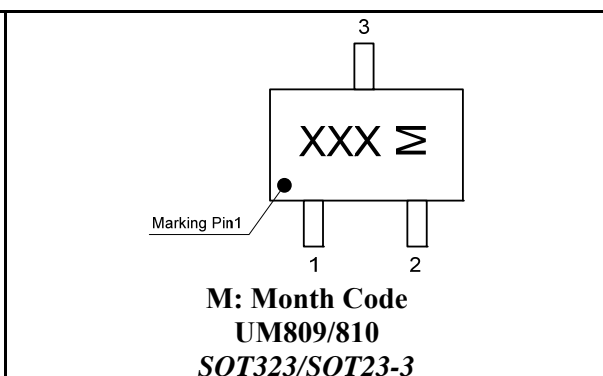 3
XXX M
Marking Pin1
1 2
M: Month Code
UM809/810
SOT323/SOT23-3